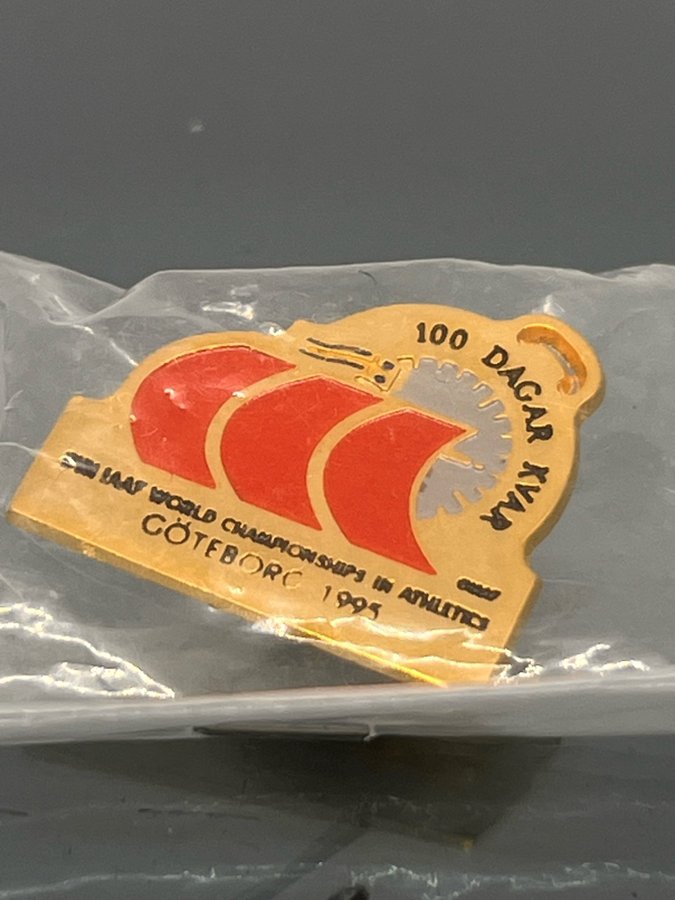 100 DAGAR KVAR
5TH IAAF WORLD CHAMPIONSHIPS IN ATHLETICS
GÖTEBORG 1995